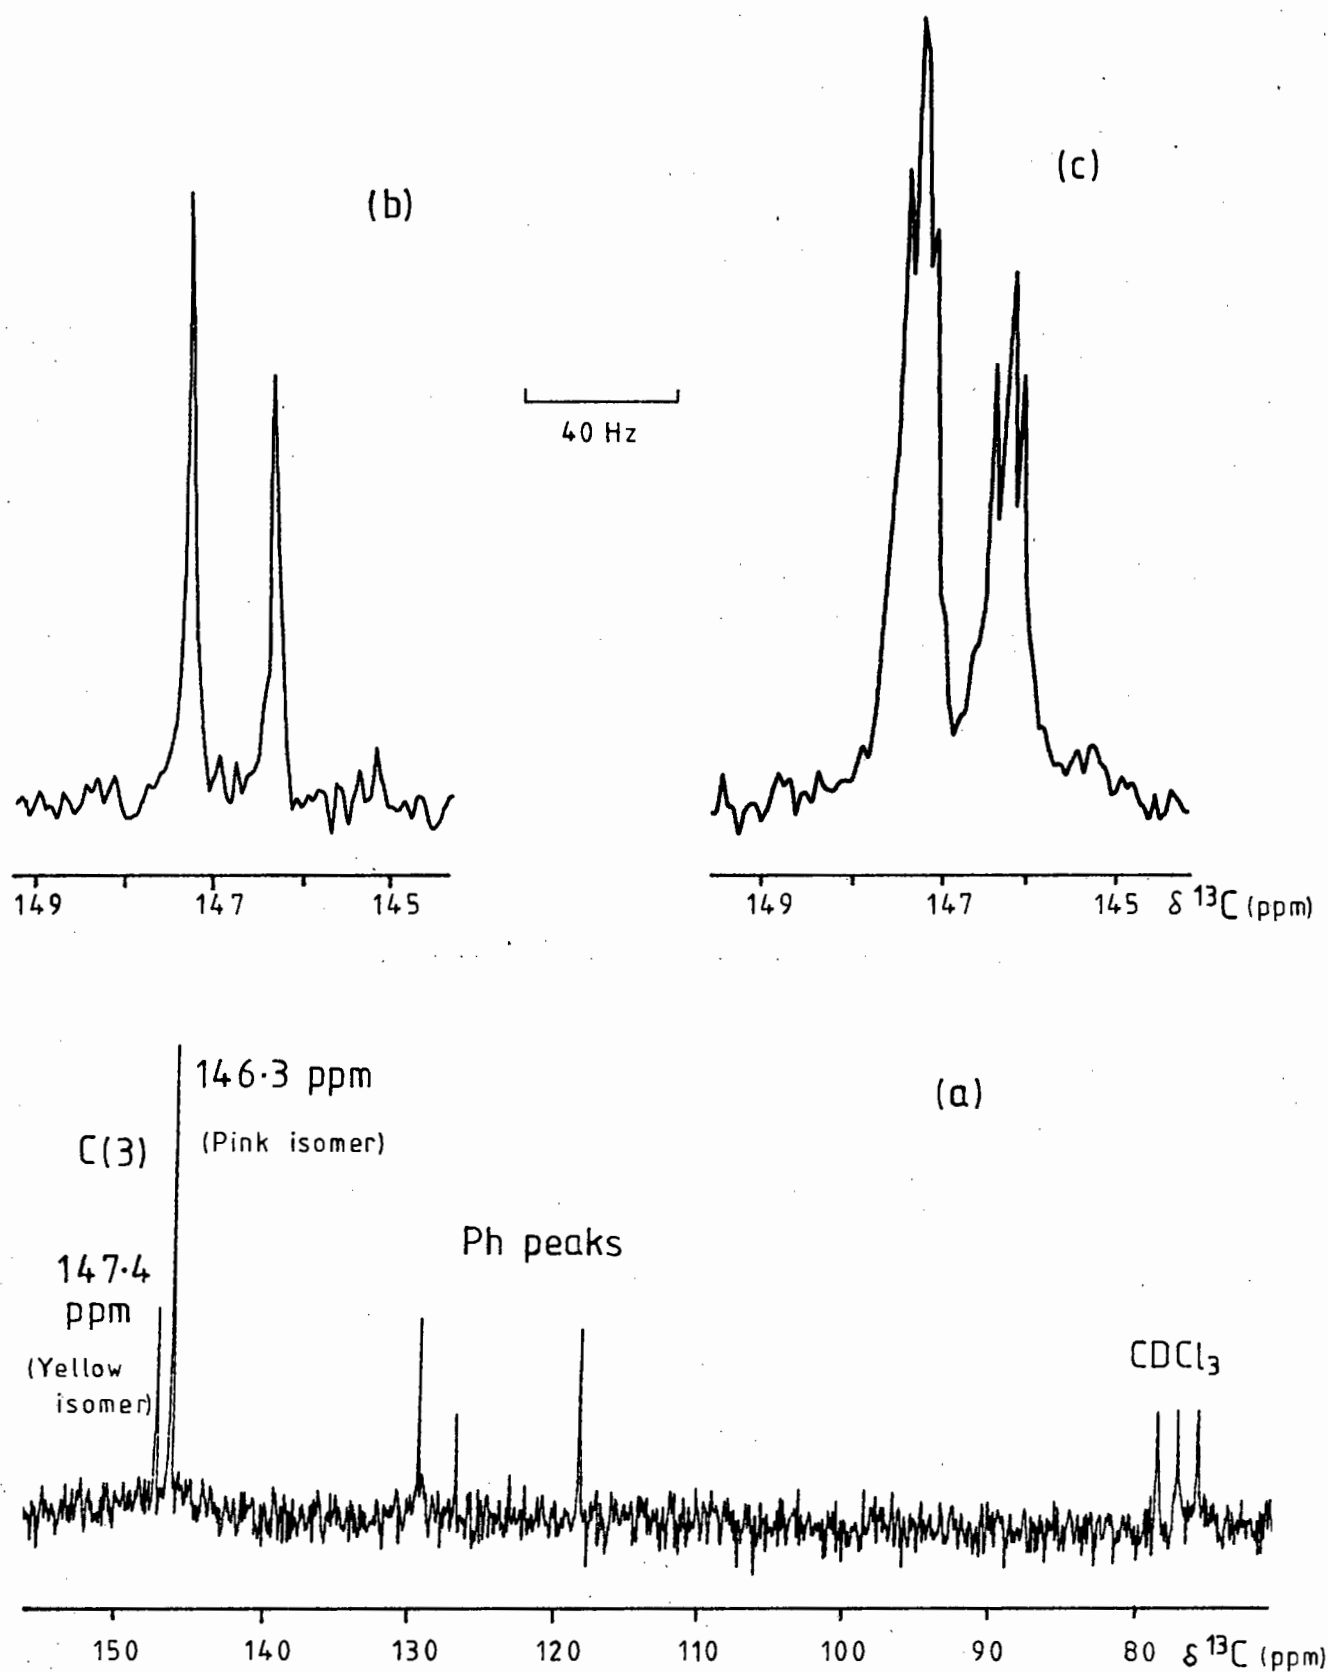 (b)
(c)
40 Hz
149 147 145
149 147 145 δ ¹³C (ppm)
146·3 ppm
(Pink isomer)
(a)
C(3)
147·4
ppm
(Yellow
isomer)
Ph peaks
CDCl₃
150 140 130 120 110 100 90 80 δ ¹³C (ppm)